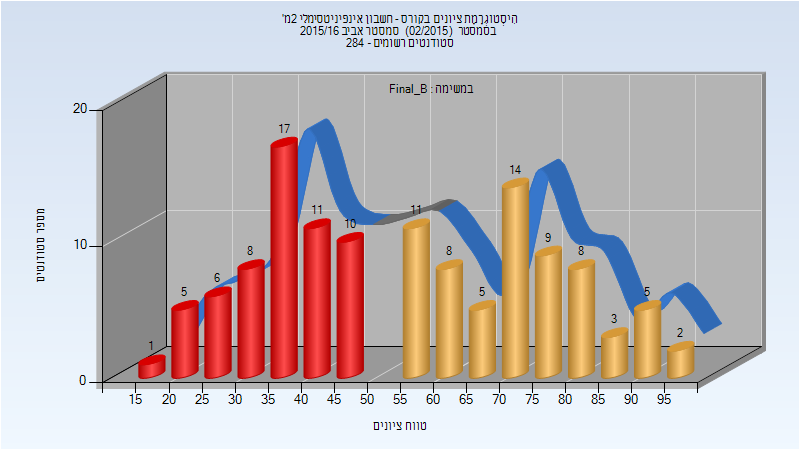 היסטוגרמת ציונים בקורס - חשבון אינפיניטסימלי 2מ'
בסמסטר (02/2015) סמסטר אביב 2015/16
סטודנטים רשומים - 284
במשימה : Final_B
20
10
0
מספר סטודנטים
1
5
6
8
17
11
10
11
8
5
14
9
8
3
5
2
15 20 25 30 35 40 45 50 55 60 65 70 75 80 85 90 95
טווח ציונים